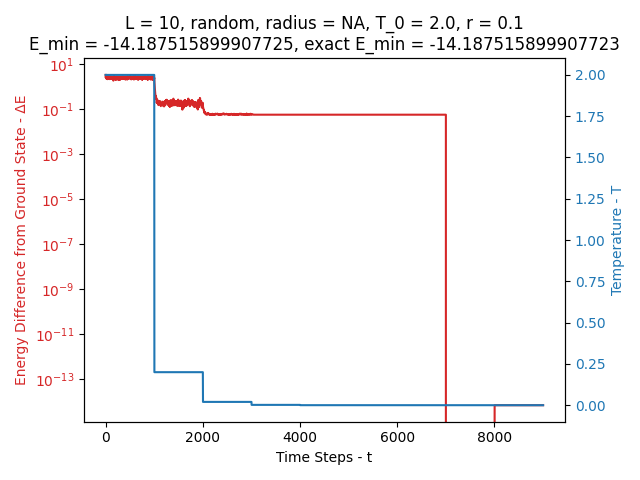 L = 10, random, radius = NA, T_0 = 2.0, r = 0.1
E_min = -14.187515899907725, exact E_min = -14.187515899907723
10¹
10⁻¹
10⁻³
10⁻⁵
10⁻⁷
10⁻⁹
10⁻¹¹
10⁻¹³
Energy Difference from Ground State - ΔE
2.00
1.75
1.50
1.25
1.00
0.75
0.50
0.25
0.00
Temperature - T
0 2000 4000 6000 8000
Time Steps - t